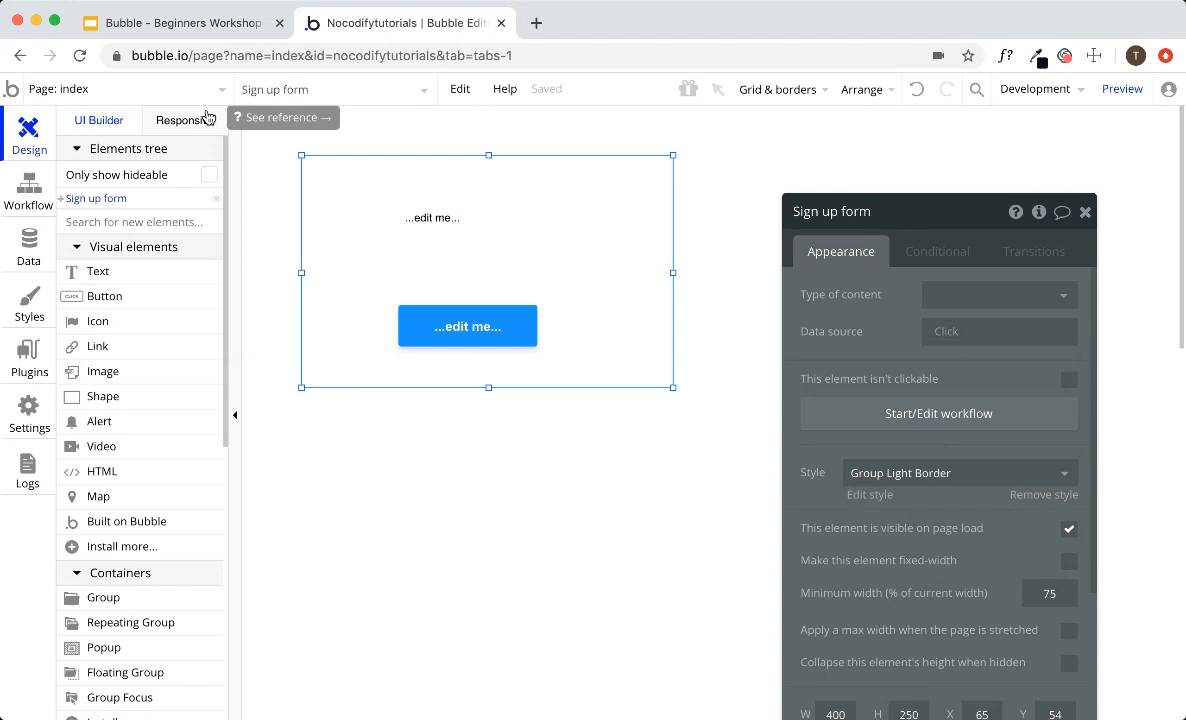 Bubble - Beginners Workshop
Nocodifytutorials | Bubble Edit
bubble.io/page?name=index&id=nocodifytutorials&tab=tabs-1
f?
T
Page: index
Sign up form
Edit
Help
Saved
Grid & borders
Arrange
Development
Preview
UI Builder
? See reference →
Design
Elements tree
Only show hideable
Workflow
Sign up form
Search for new elements...
Visual elements
Data
Text
CLICK Button
Styles
Icon
Link
Plugins
Image
Shape
Settings
Alert
Video
Logs
</> HTML
Map
Built on Bubble
Install more...
Containers
Group
Repeating Group
Popup
Floating Group
Group Focus
...edit me...
...edit me...
Sign up form
Appearance
Conditional
Transitions
Type of content
Data source
Click
This element isn't clickable
Start/Edit workflow
Style
Group Light Border
Edit style
Remove style
This element is visible on page load
Make this element fixed-width
Minimum width (% of current width)
75
Apply a max width when the page is stretched
Collapse this element's height when hidden
W 400 H 250 X 65 Y 54